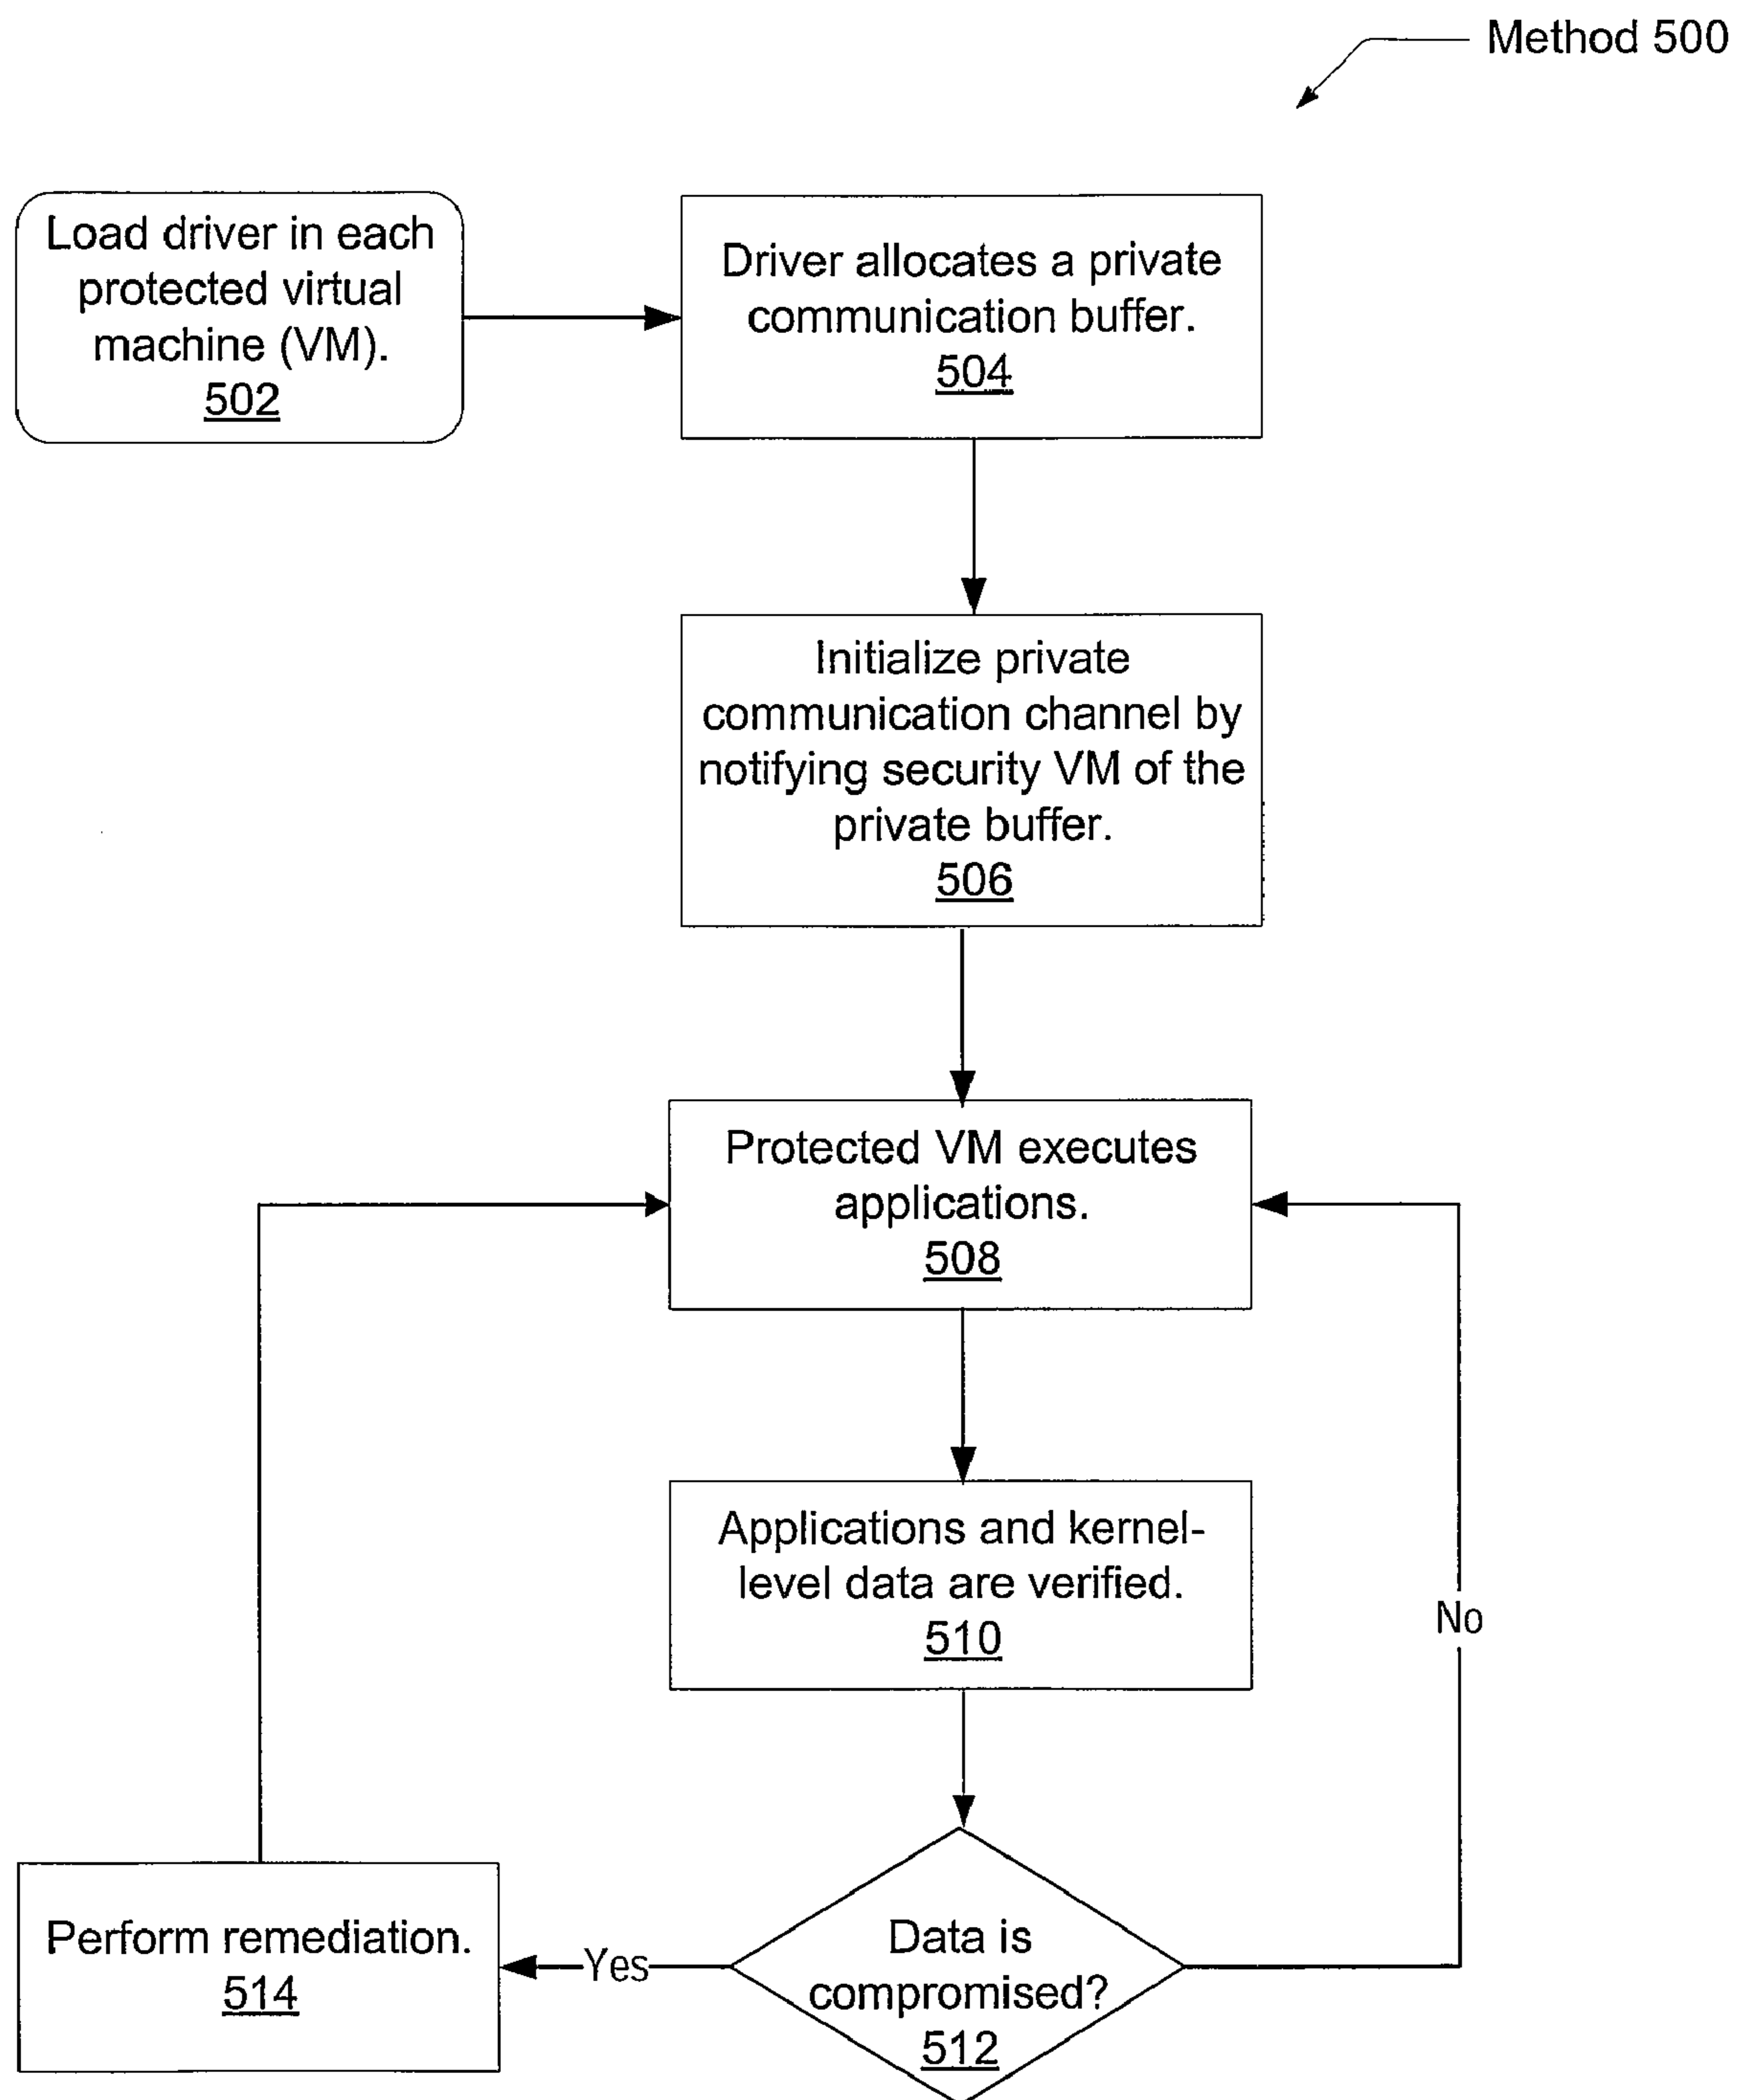 Method 500
Load driver in each
protected virtual
machine (VM).
502
Driver allocates a private
communication buffer.
504
Initialize private
communication channel by
notifying security VM of the
private buffer.
506
Protected VM executes
applications.
508
Applications and kernel-
level data are verified.
510
No
Data is
compromised?
512
Yes
Perform remediation.
514